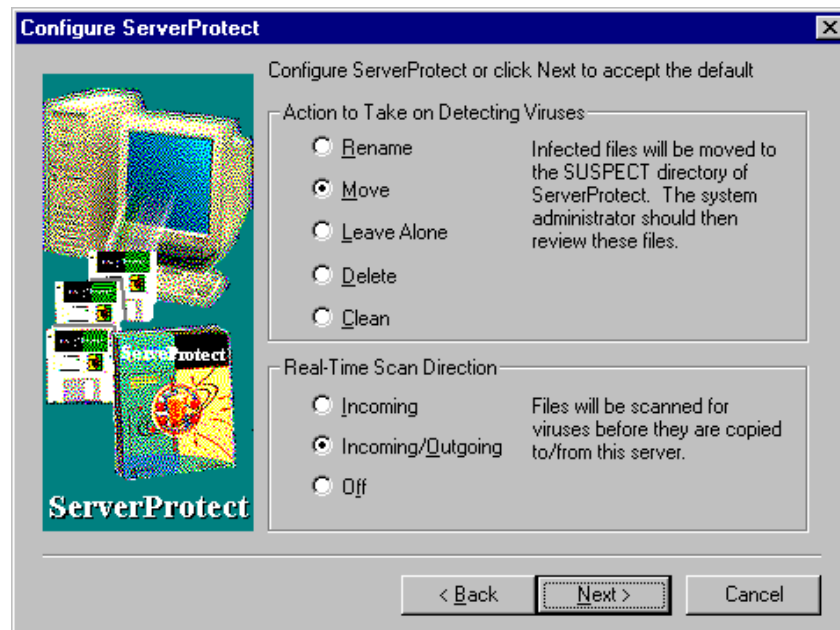 Configure ServerProtect
Configure ServerProtect or click Next to accept the default
Action to Take on Detecting Viruses
Rename
Move
Leave Alone
Delete
Clean
Infected files will be moved to
the SUSPECT directory of
ServerProtect. The system
administrator should then
review these files.
ServerProtect
Real-Time Scan Direction
Incoming
Incoming/Outgoing
Off
Files will be scanned for
viruses before they are copied
to/from this server.
ServerProtect
< Back
Next >
Cancel